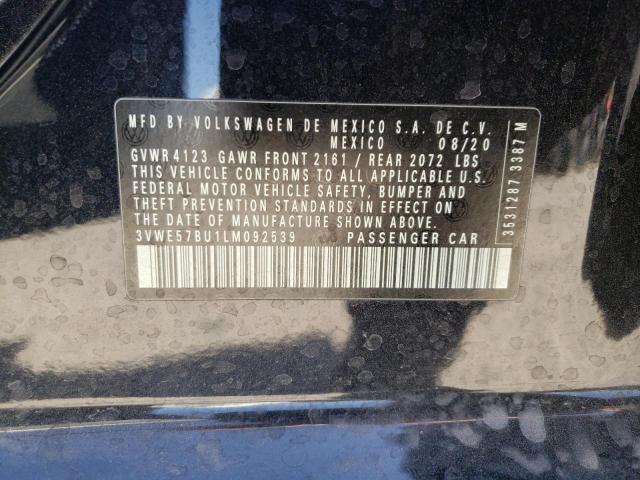 MFD BY VOLKSWAGEN DE MEXICO S.A. DE C.V.
MEXICO 08/20
GVWR 4123 GAWR FRONT 2161 / REAR 2072 LBS
THIS VEHICLE CONFORMS TO ALL APPLICABLE U.S.
FEDERAL MOTOR VEHICLE SAFETY, BUMPER AND
THEFT PREVENTION STANDARDS IN EFFECT ON
THE DATE OF MANUFACTURE SHOWN ABOVE.
3VWE57BU1LM092539 PASSENGER CAR
3531287 3387 M